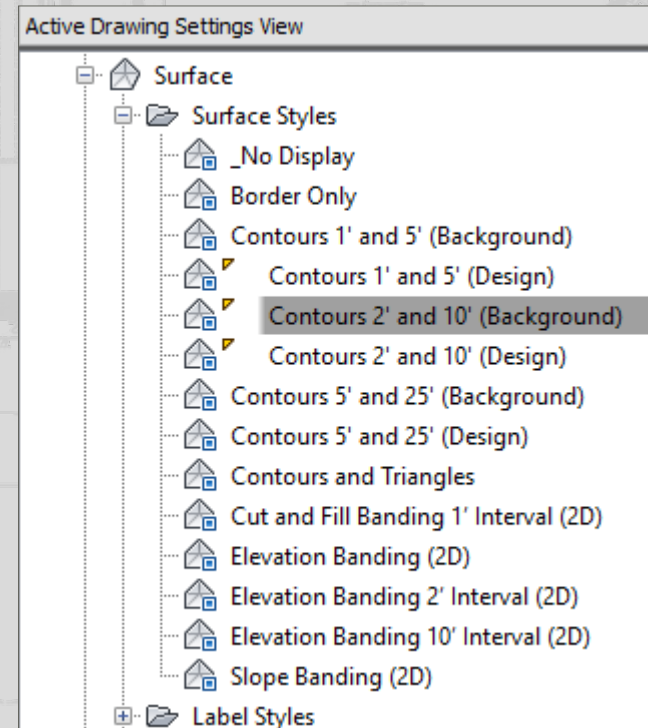 Active Drawing Settings View
Surface
Surface Styles
_No Display
Border Only
Contours 1' and 5' (Background)
Contours 1' and 5' (Design)
Contours 2' and 10' (Background)
Contours 2' and 10' (Design)
Contours 5' and 25' (Background)
Contours 5' and 25' (Design)
Contours and Triangles
Cut and Fill Banding 1′ Interval (2D)
Elevation Banding (2D)
Elevation Banding 2′ Interval (2D)
Elevation Banding 10′ Interval (2D)
Slope Banding (2D)
Label Styles